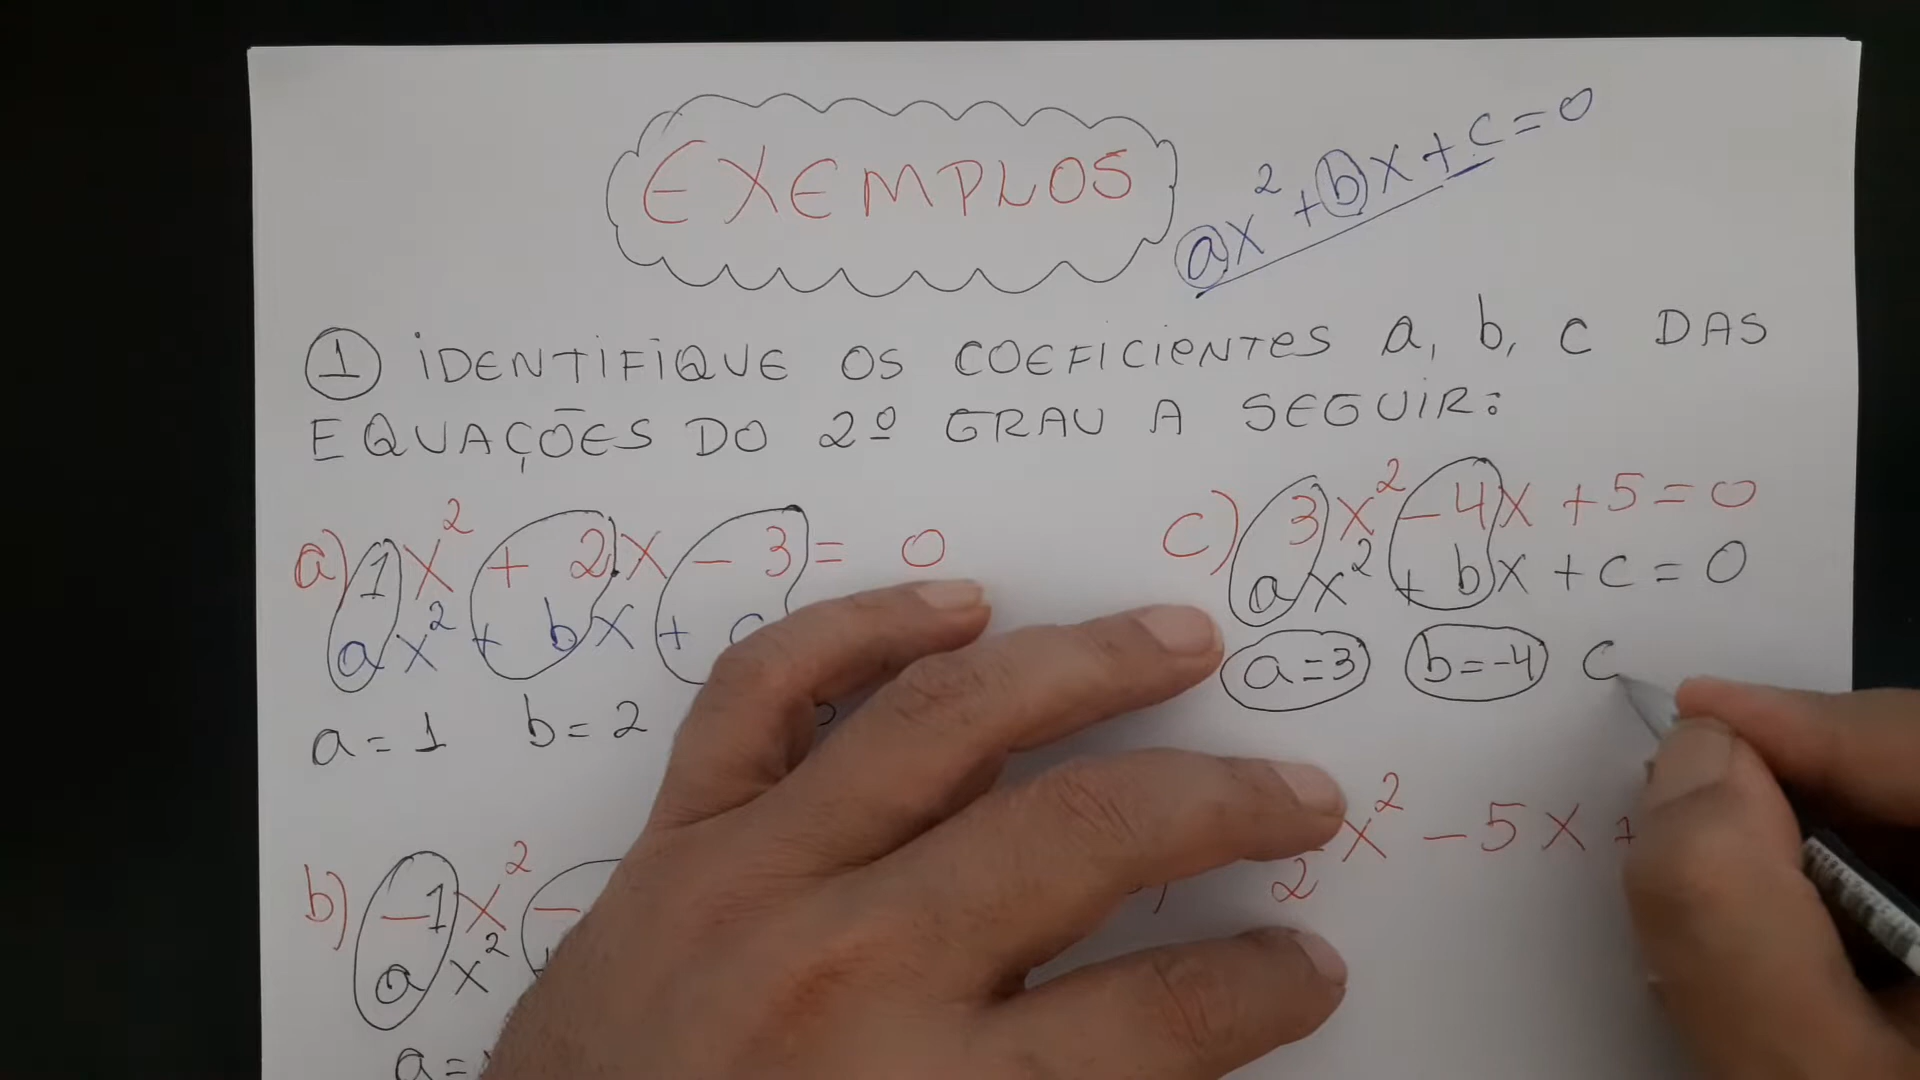 EXEMPLOS
ax² + bx + c = 0
1 IDENTIFIQUE OS COEFICIENTES a, b, c DAS
EQUAÇÕES DO 2º GRAU A SEGUIR:
a) 1x² + 2x - 3 = 0
ax² + bx + c
a = 1 b = 2
b) -1x² -
ax² +
a =
c) 3x² - 4x + 5 = 0
ax² + bx + c = 0
a = 3 b = -4 c
2 x² - 5x +